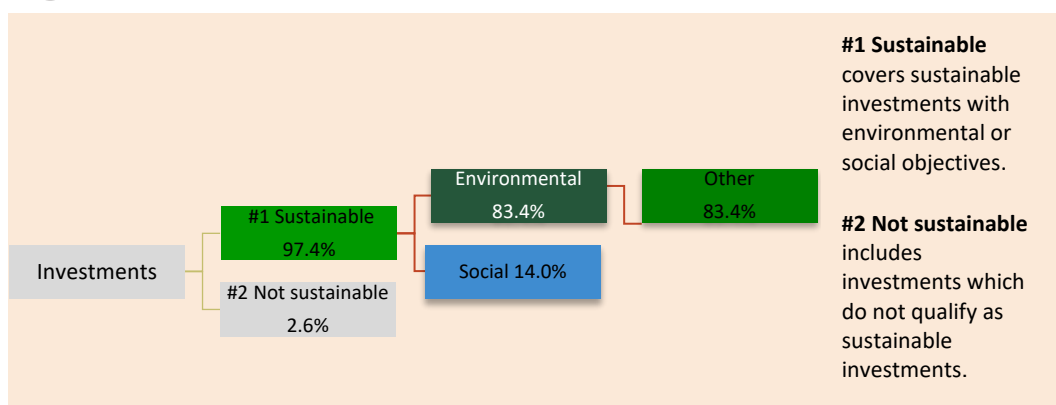 Investments
#1 Sustainable
97.4%
#2 Not sustainable
2.6%
Environmental
83.4%
Social 14.0%
Other
83.4%
#1 Sustainable
covers sustainable
investments with
environmental or
social objectives.
#2 Not sustainable
includes
investments which
do not qualify as
sustainable
investments.